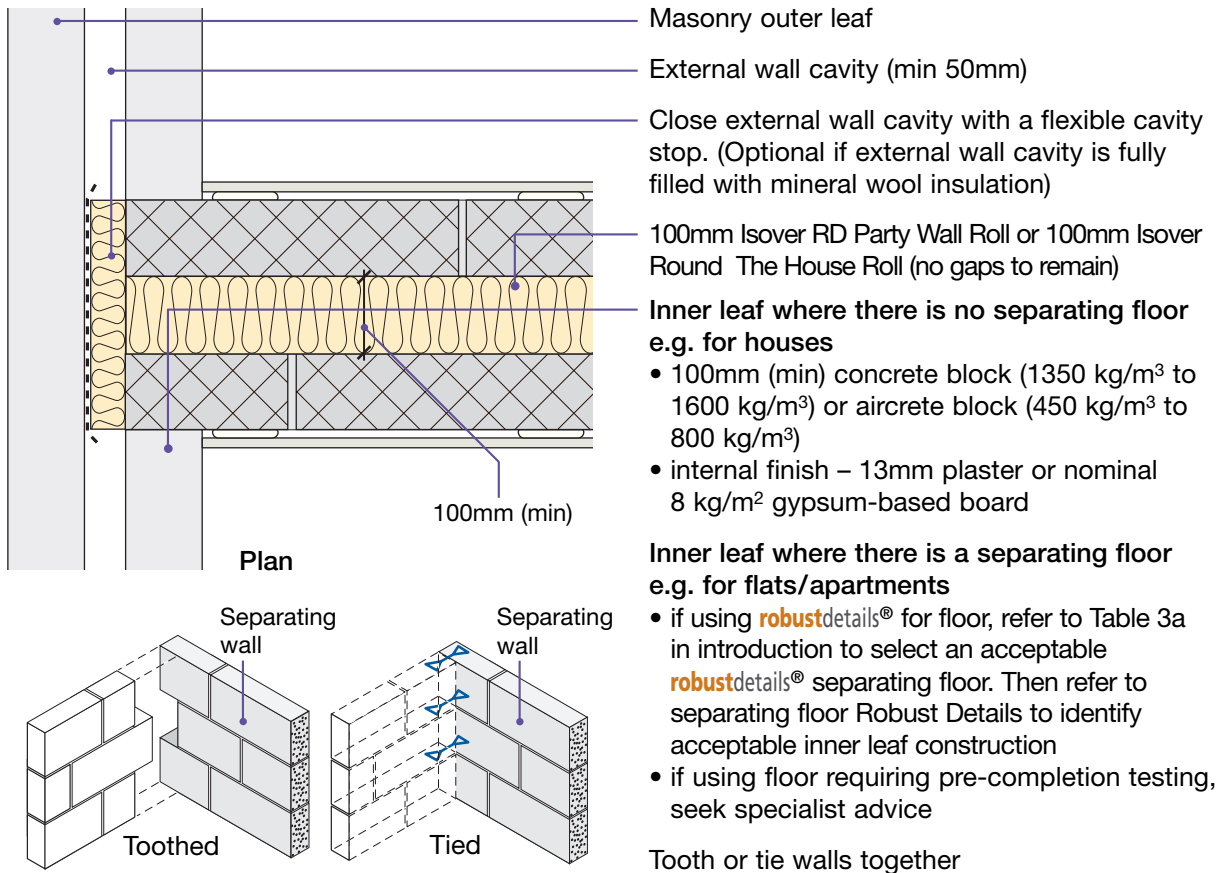 Masonry outer leaf
External wall cavity (min 50mm)
Close external wall cavity with a flexible cavity
stop. (Optional if external wall cavity is fully
filled with mineral wool insulation)
100mm Isover RD Party Wall Roll or 100mm Isover
Round The House Roll (no gaps to remain)
Inner leaf where there is no separating floor
e.g. for houses
• 100mm (min) concrete block (1350 kg/m³ to
1600 kg/m³) or aircrete block (450 kg/m³ to
800 kg/m³)
• internal finish – 13mm plaster or nominal
8 kg/m² gypsum-based board
Inner leaf where there is a separating floor
e.g. for flats/apartments
• if using robustdetails® for floor, refer to Table 3a
in introduction to select an acceptable
robustdetails® separating floor. Then refer to
separating floor Robust Details to identify
acceptable inner leaf construction
• if using floor requiring pre-completion testing,
seek specialist advice
Tooth or tie walls together
100mm (min)
Plan
Separating
wall
Toothed
Separating
wall
Tied